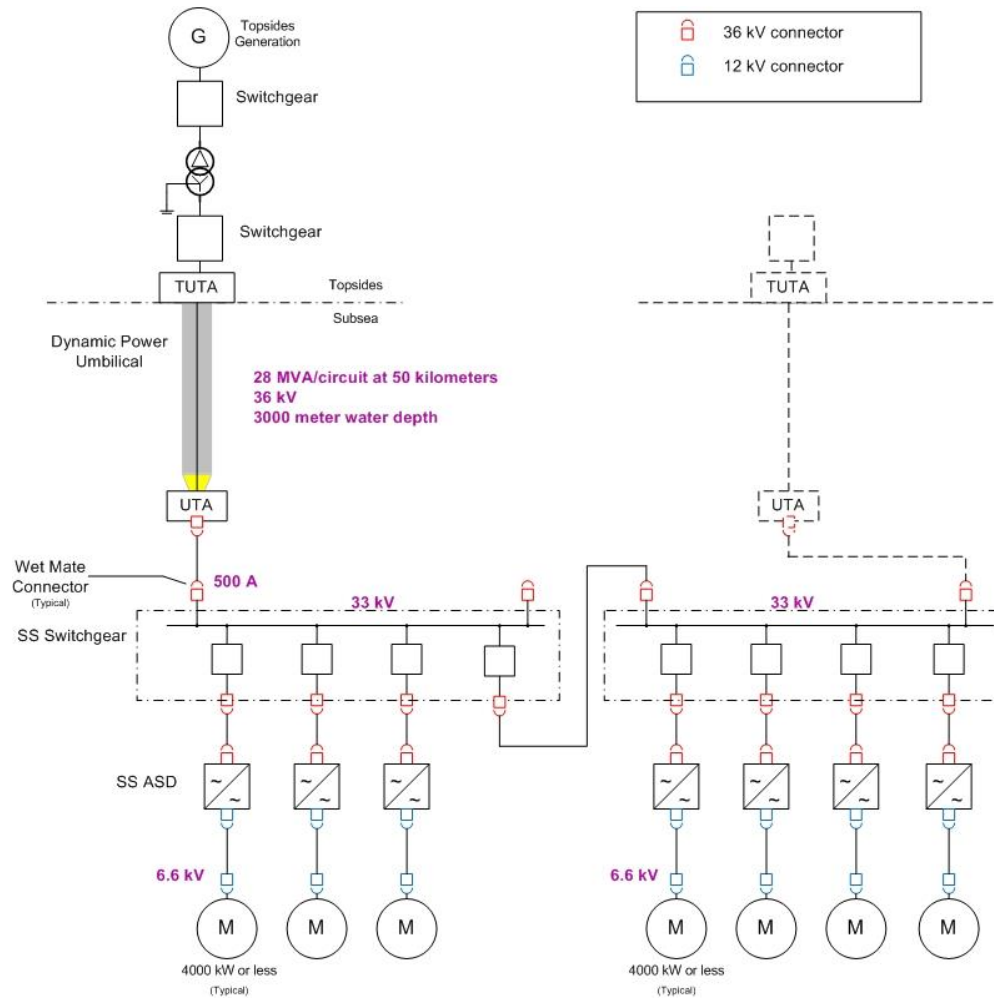 G
Topsides
Generation
36 kV connector
12 kV connector
Switchgear
Switchgear
TUTA
Topsides
TUTA
Subsea
Dynamic Power
Umbilical
28 MVA/circuit at 50 kilometers
36 kV
3000 meter water depth
UTA
UTA
Wet Mate
Connector
(Typical)
500 A
33 kV
33 kV
SS Switchgear
SS ASD
~ ~
~ ~
~ ~
~ ~
~ ~
~ ~
~ ~
6.6 kV
6.6 kV
M
M
M
M
M
M
M
4000 kW or less
(Typical)
4000 kW or less
(Typical)